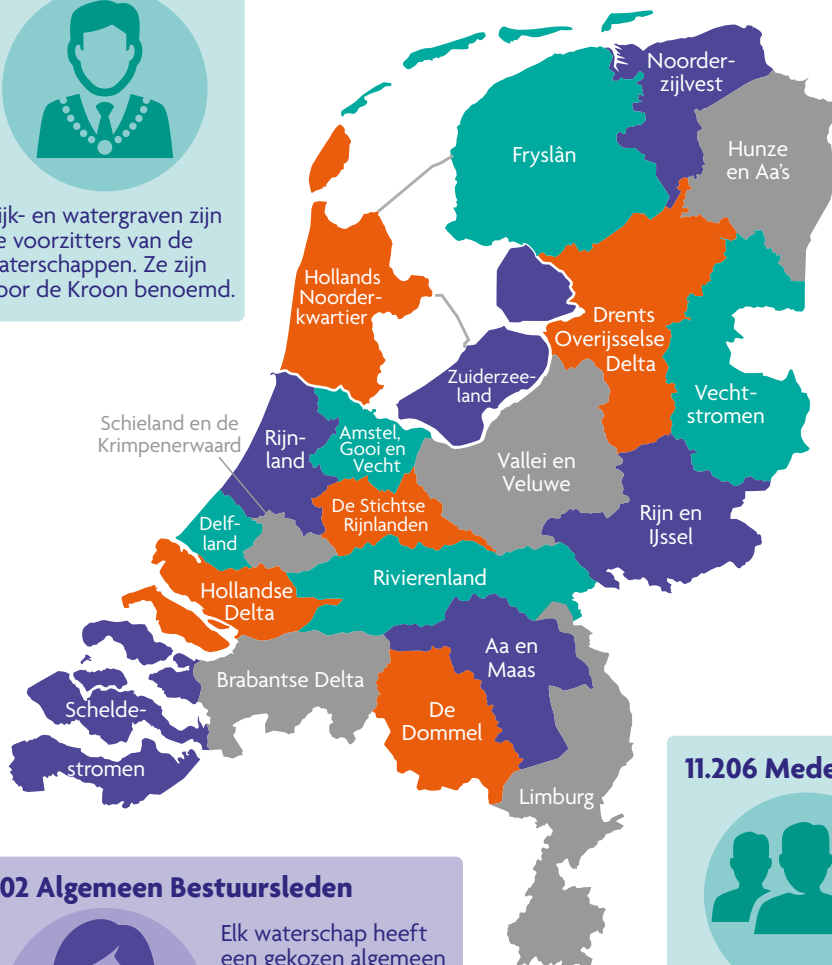 ijk- en watergraven zijn
e voorzitters van de
aterschappen. Ze zijn
oor de Kroon benoemd.
Noorder-
zijlvest
Fryslân
Hunze
en Aa's
Hollands
Noorder-
kwartier
Drents
Overijsselse
Delta
Zuiderzee-
land
Vecht-
stromen
Schieland en de
Krimpenerwaard
Rijn-
land
Amstel,
Gooi en
Vecht
Vallei en
Veluwe
De Stichtse
Rijnlanden
Delf-
land
Rijn en
IJssel
Rivierenland
Hollandse
Delta
Aa en
Maas
Brabantse Delta
De
Dommel
Schelde-
stromen
Limburg
11.206 Mede
02 Algemeen Bestuursleden
Elk waterschap heeft
een gekozen algemeen